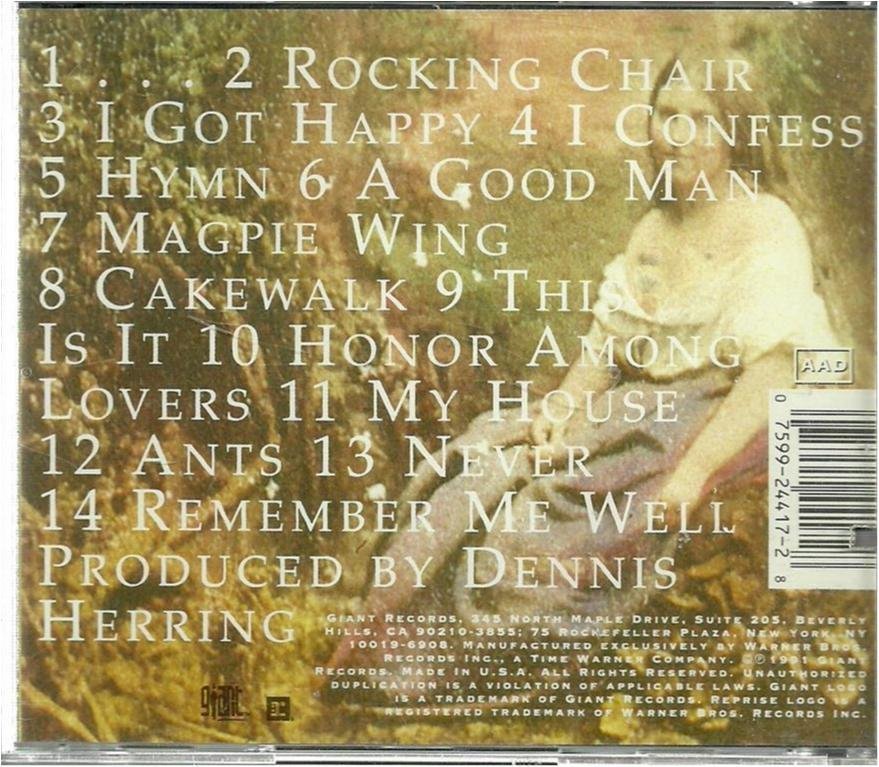 1 . . . 2 ROCKING CHAIR
3 I GOT HAPPY 4 I CONFESS
5 HYMN 6 A GOOD MAN
7 MAGPIE WING
8 CAKEWALK 9 THIS
IS IT 10 HONOR AMONG
LOVERS 11 MY HOUSE
12 ANTS 13 NEVER
14 REMEMBER ME WELL
PRODUCED BY DENNIS
HERRING
AAD
0 7599-24417-2 8
GIANT RECORDS, 345 NORTH MAPLE DRIVE, SUITE 205, BEVERLY
HILLS, CA 90210-3855; 75 ROCKEFELLER PLAZA, NEW YORK, NY
10019-6908. MANUFACTURED EXCLUSIVELY BY WARNER BROS.
RECORDS INC., A TIME WARNER COMPANY. ©℗1991 GIANT
RECORDS. MADE IN U.S.A. ALL RIGHTS RESERVED. UNAUTHORIZED
DUPLICATION IS A VIOLATION OF APPLICABLE LAWS. GIANT LOGO
IS A TRADEMARK OF GIANT RECORDS. REPRISE LOGO IS A
REGISTERED TRADEMARK OF WARNER BROS. RECORDS INC.
giant